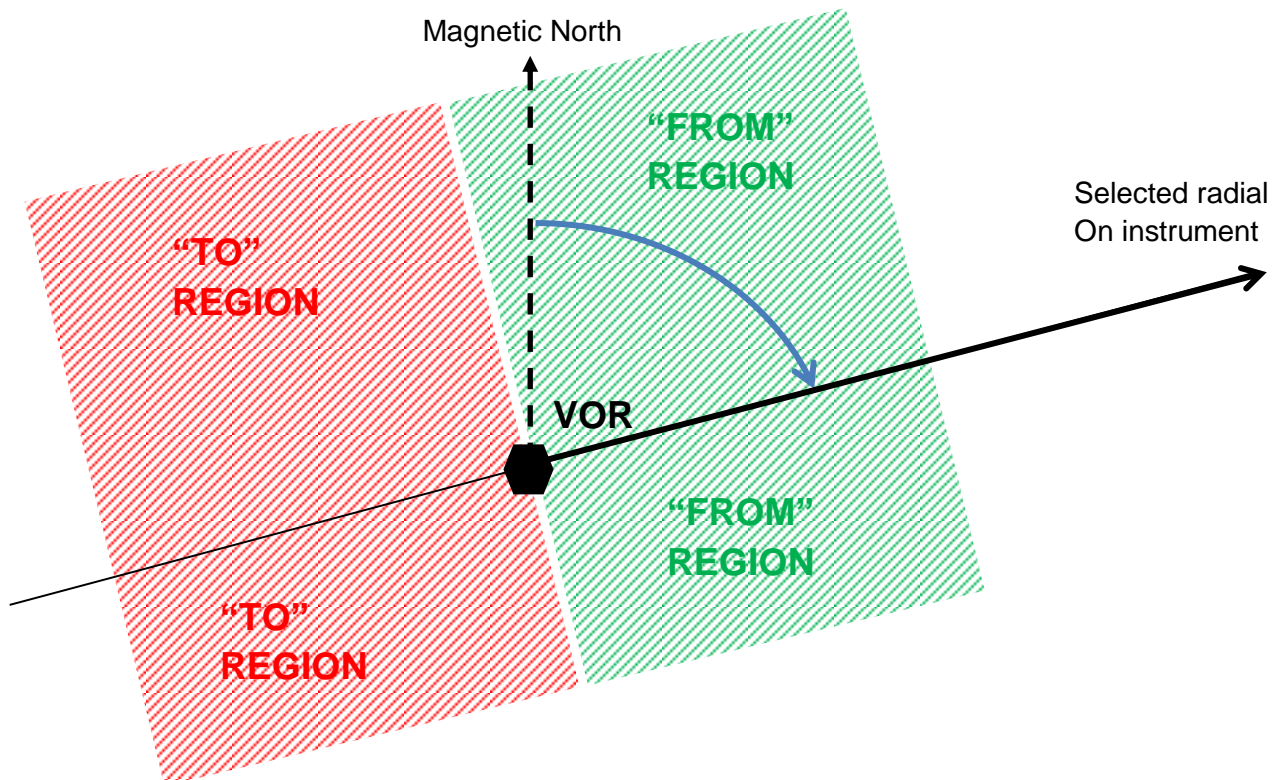 Magnetic North
“FROM”
REGION
Selected radial
On instrument
“TO”
REGION
VOR
“FROM”
REGION
“TO”
REGION